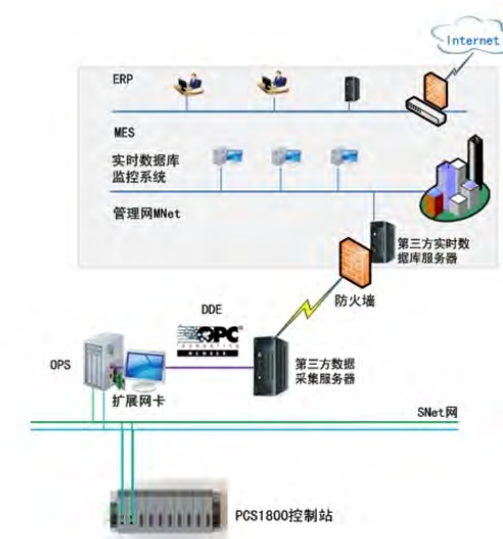 Internet
ERP
MES
实时数据库
监控系统
管理网MNet
第三方实时数
据库服务器
防火墙
DDE
OPC
OPS
扩展网卡
第三方数据
采集服务器
SNet网
PCS1800控制站